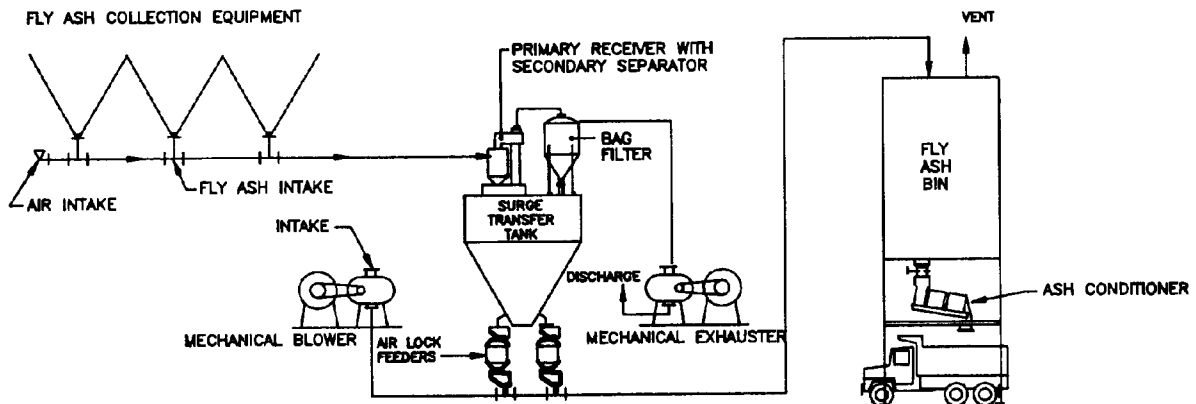 FLY ASH COLLECTION EQUIPMENT
VENT
PRIMARY RECEIVER WITH
SECONDARY SEPARATOR
BAG
FILTER
FLY
ASH
BIN
FLY ASH INTAKE
AIR INTAKE
SURGE
TRANSFER
TANK
INTAKE
DISCHARGE
ASH CONDITIONER
MECHANICAL BLOWER
AIR LOCK
FEEDERS
MECHANICAL EXHAUSTER